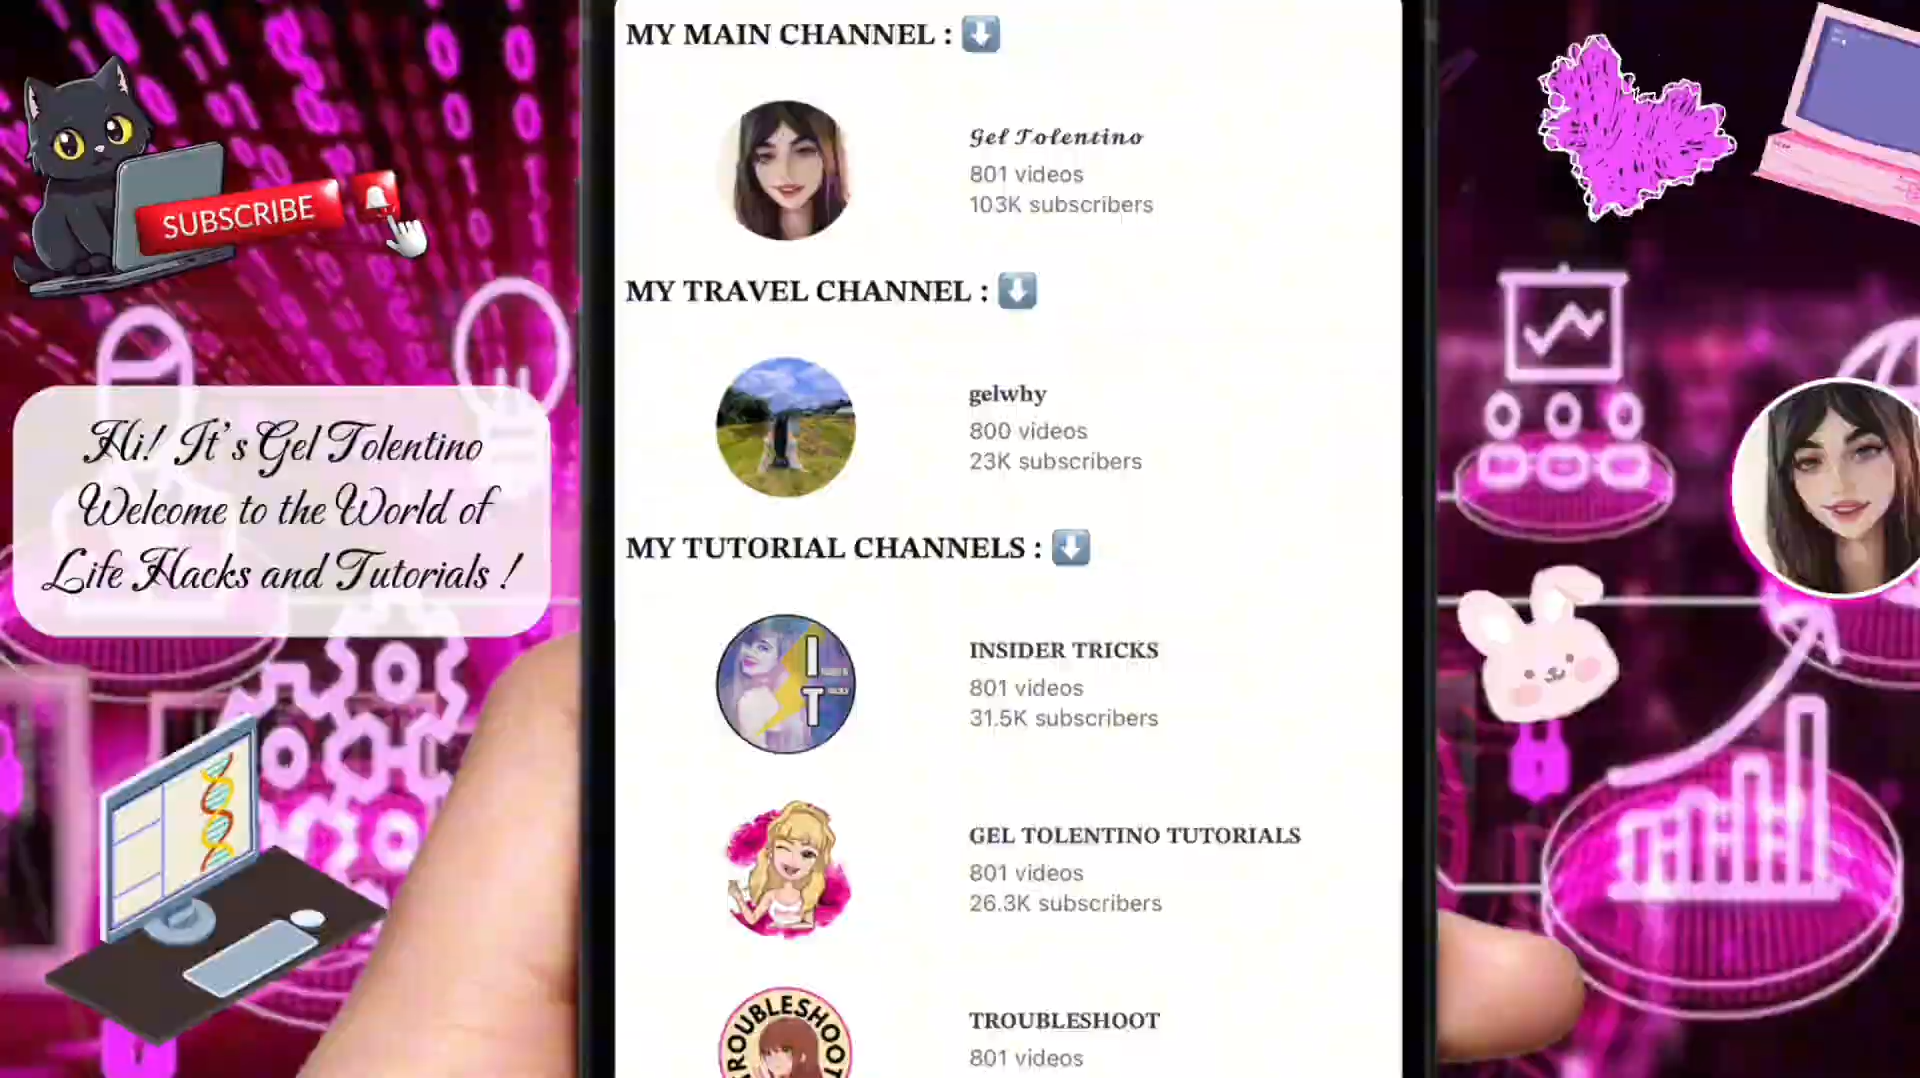 MY MAIN CHANNEL : ⬇️
Gel Tolentino
801 videos
103K subscribers
SUBSCRIBE
MY TRAVEL CHANNEL : ⬇️
gelwhy
800 videos
23K subscribers
Hi! It's Gel Tolentino
Welcome to the World of
Life Hacks and Tutorials !
MY TUTORIAL CHANNELS : ⬇️
I
T
INSIDER TRICKS
801 videos
31.5K subscribers
GEL TOLENTINO TUTORIALS
801 videos
26.3K subscribers
TROUBLESHOOT
TROUBLESHOOT
801 videos